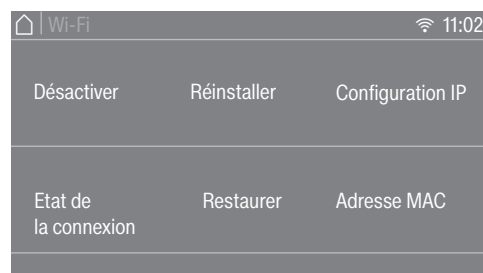 Wi-Fi 11:02
Désactiver Réinstaller Configuration IP
Etat de Restaurer Adresse MAC
la connexion